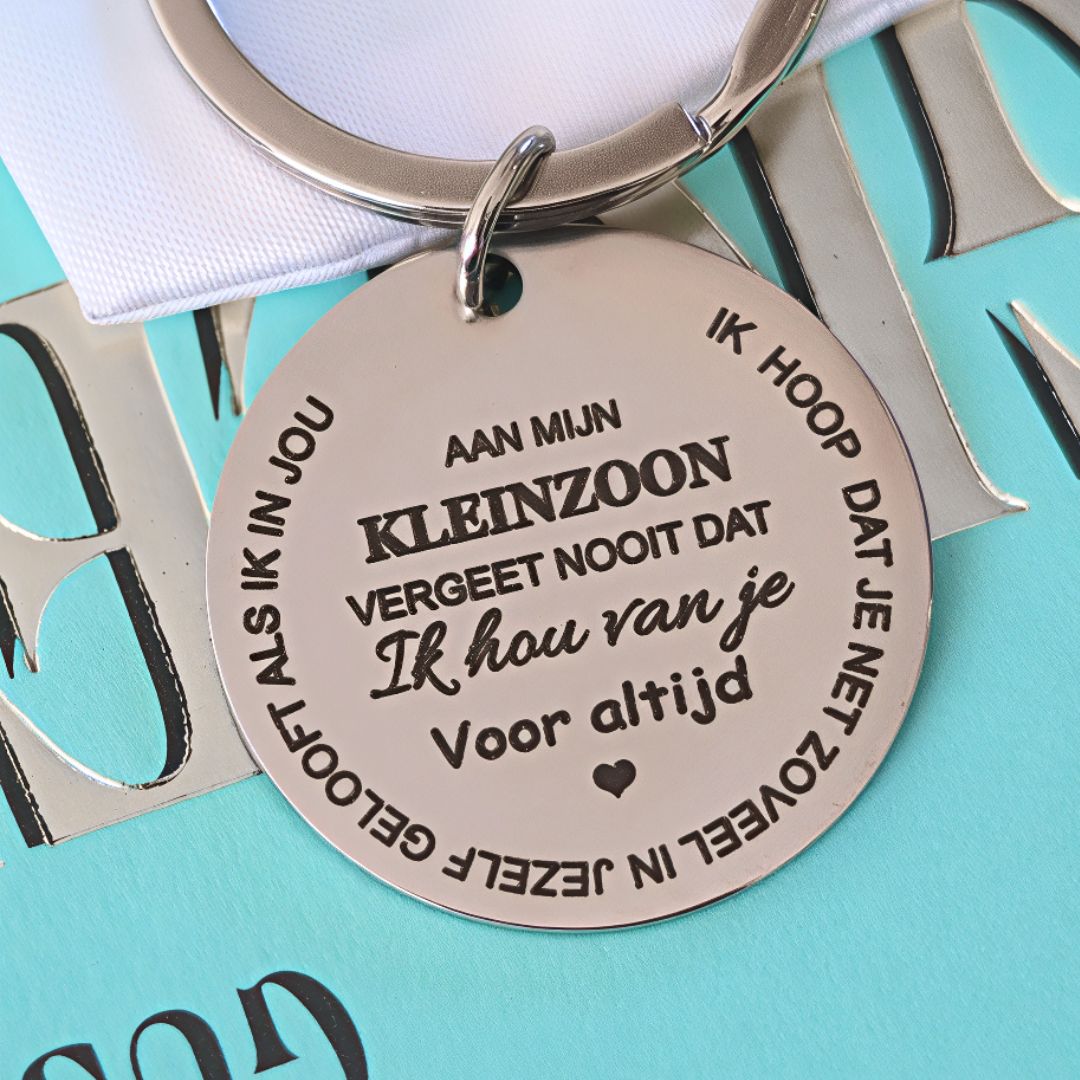 AAN MIJN
KLEINZOON
VERGEET NOOIT DAT
Ik hou van je
Voor altijd
IK HOOP DAT JE NET ZOVEEL IN JEZELF GELOOFT ALS IK IN JOU